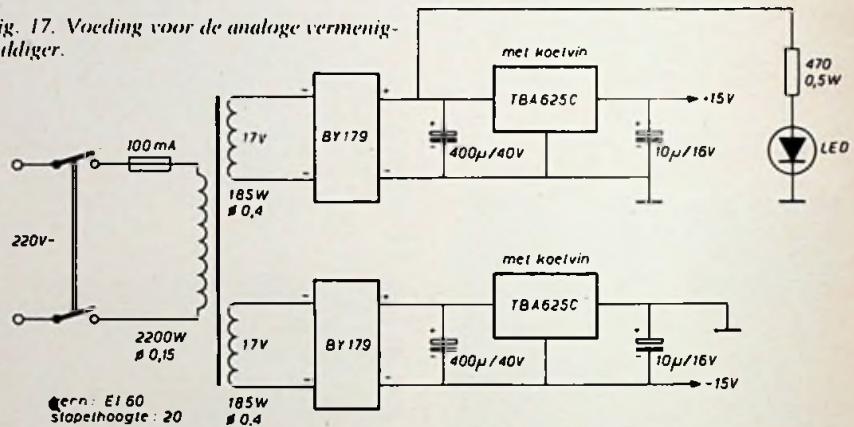 ig. 17. Voeding voor de analoge vermenig-
uldiger.
met koelvin
470
0,5W
TBA625C
+15V
BY179
17V
+
-
400µ/40V
10µ/16V
LED
100mA
185W
ø 0,4
220V~
met koelvin
TBA625C
BY179
17V
+
-
400µ/40V
10µ/16V
2200W
ø 0,15
-15V
kern: EI 60
stapelhoogte: 20
185W
ø 0,4